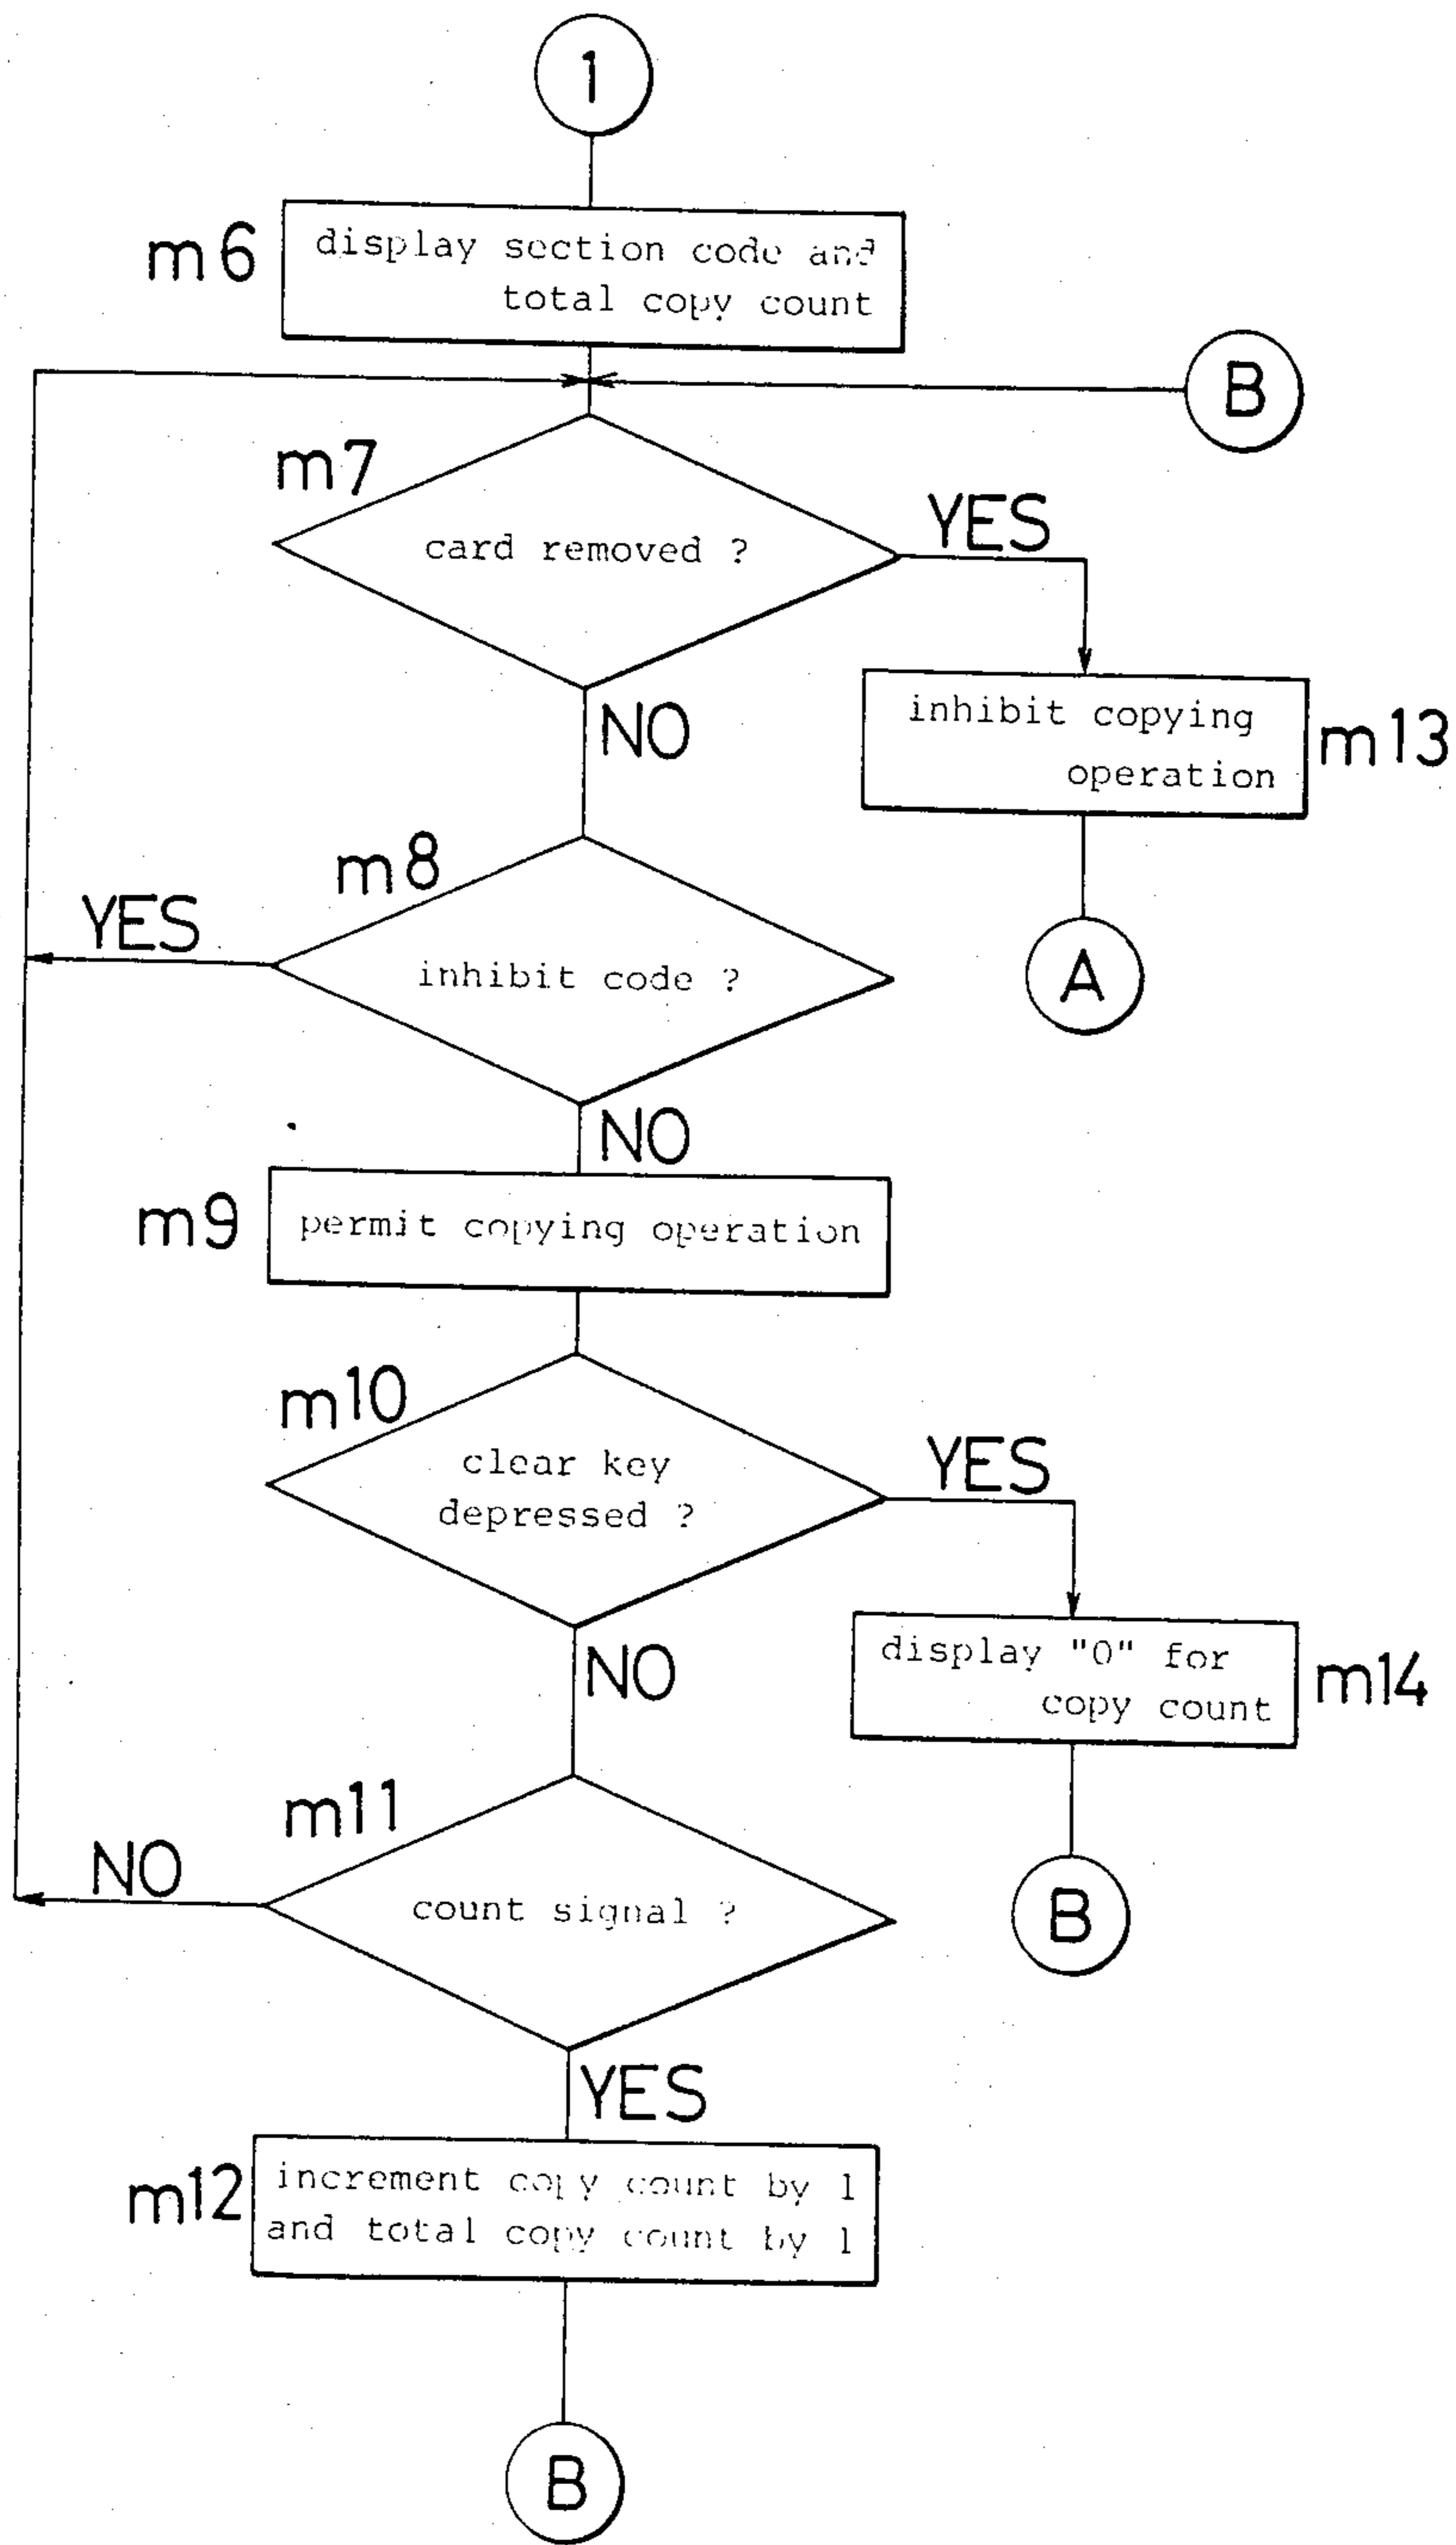 1
m6
display section code and
total copy count
B
m7
card removed ?
YES
NO
inhibit copying
operation
m13
A
m8
YES
inhibit code ?
NO
m9
permit copying operation
m10
clear key
depressed ?
YES
NO
display "0" for
copy count
m14
B
m11
NO
count signal ?
YES
m12
increment copy count by 1
and total copy count by 1
B